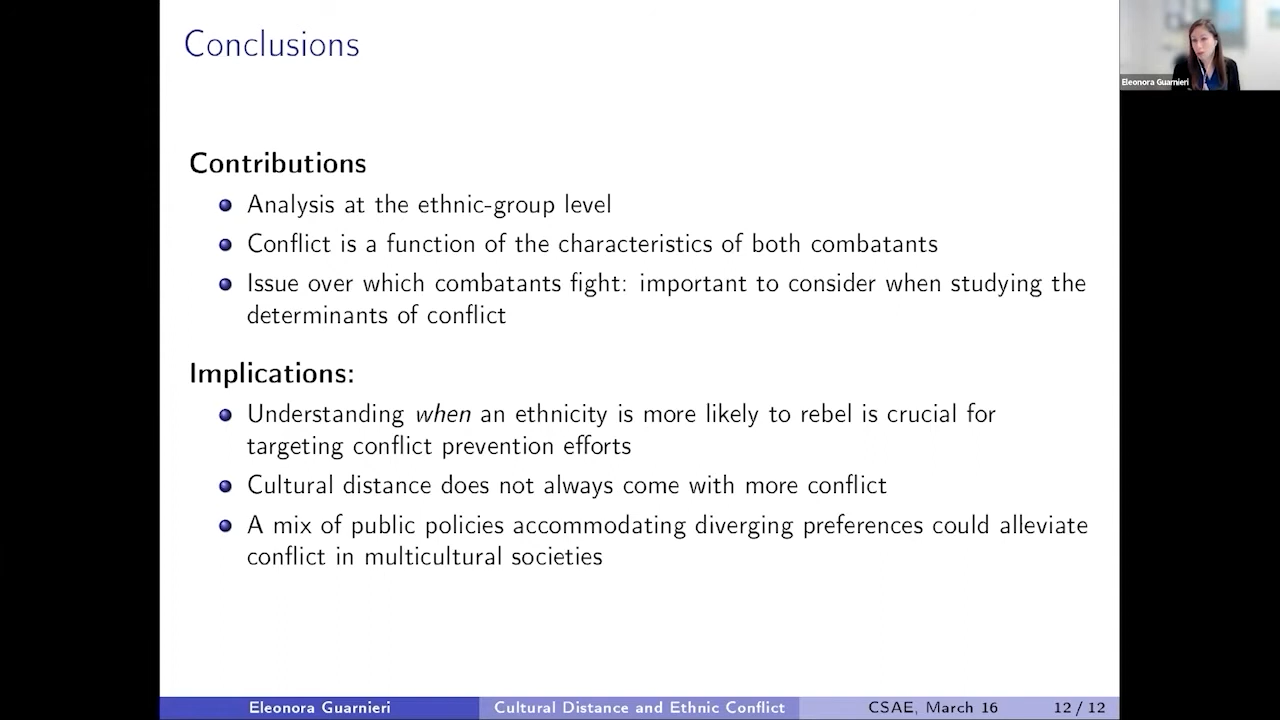 Conclusions
Eleonora Guarnieri
Contributions
Analysis at the ethnic-group level
Conflict is a function of the characteristics of both combatants
Issue over which combatants fight: important to consider when studying the
determinants of conflict
Implications:
Understanding when an ethnicity is more likely to rebel is crucial for
targeting conflict prevention efforts
Cultural distance does not always come with more conflict
A mix of public policies accommodating diverging preferences could alleviate
conflict in multicultural societies
Eleonora Guarnieri Cultural Distance and Ethnic Conflict CSAE, March 16 12 / 12